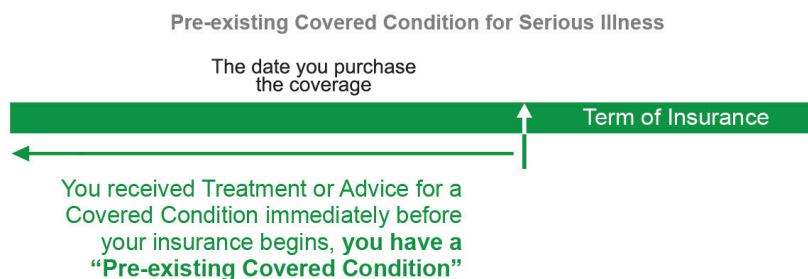 Pre-existing Covered Condition for Serious Illness
The date you purchase
the coverage
Term of Insurance
You received Treatment or Advice for a
Covered Condition immediately before
your insurance begins, you have a
“Pre-existing Covered Condition”